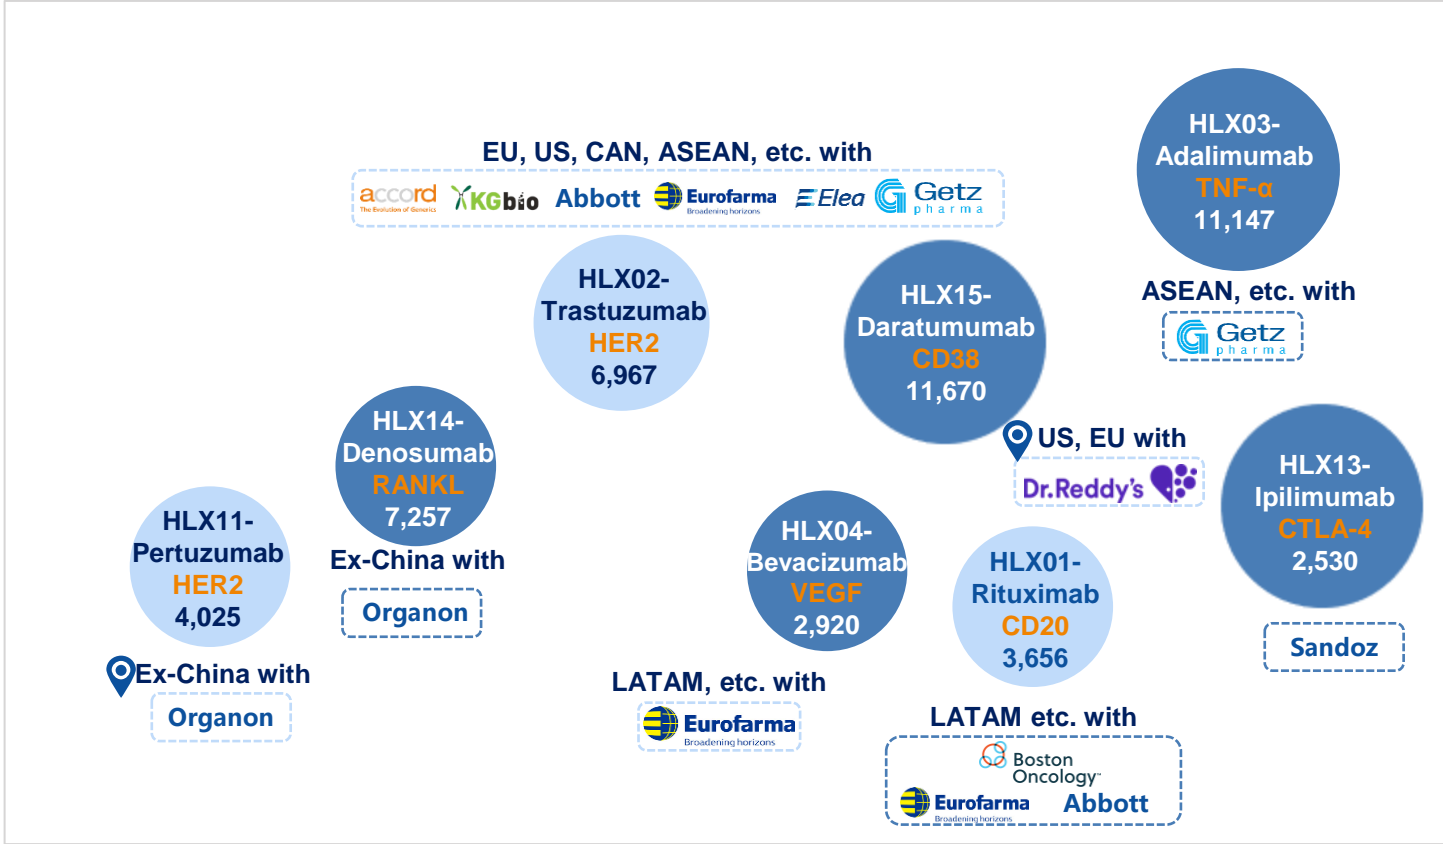 HLX03-
Adalimumab
TNF-α
11,147
ASEAN, etc. with
Getz
pharma
EU, US, CAN, ASEAN, etc. with
accord
The Evolution of Generics
KGbio
Abbott
Eurofarma
Broadening horizons
Elea
Getz
pharma
HLX02-
Trastuzumab
HER2
6,967
HLX15-
Daratumumab
CD38
11,670
US, EU with
Dr.Reddy's
HLX14-
Denosumab
RANKL
7,257
Ex-China with
Organon
HLX13-
Ipilimumab
CTLA-4
2,530
Sandoz
HLX11-
Pertuzumab
HER2
4,025
Ex-China with
Organon
HLX04-
Bevacizumab
VEGF
2,920
LATAM, etc. with
Eurofarma
Broadening horizons
HLX01-
Rituximab
CD20
3,656
LATAM etc. with
Boston
Oncology™
Eurofarma
Broadening horizons
Abbott